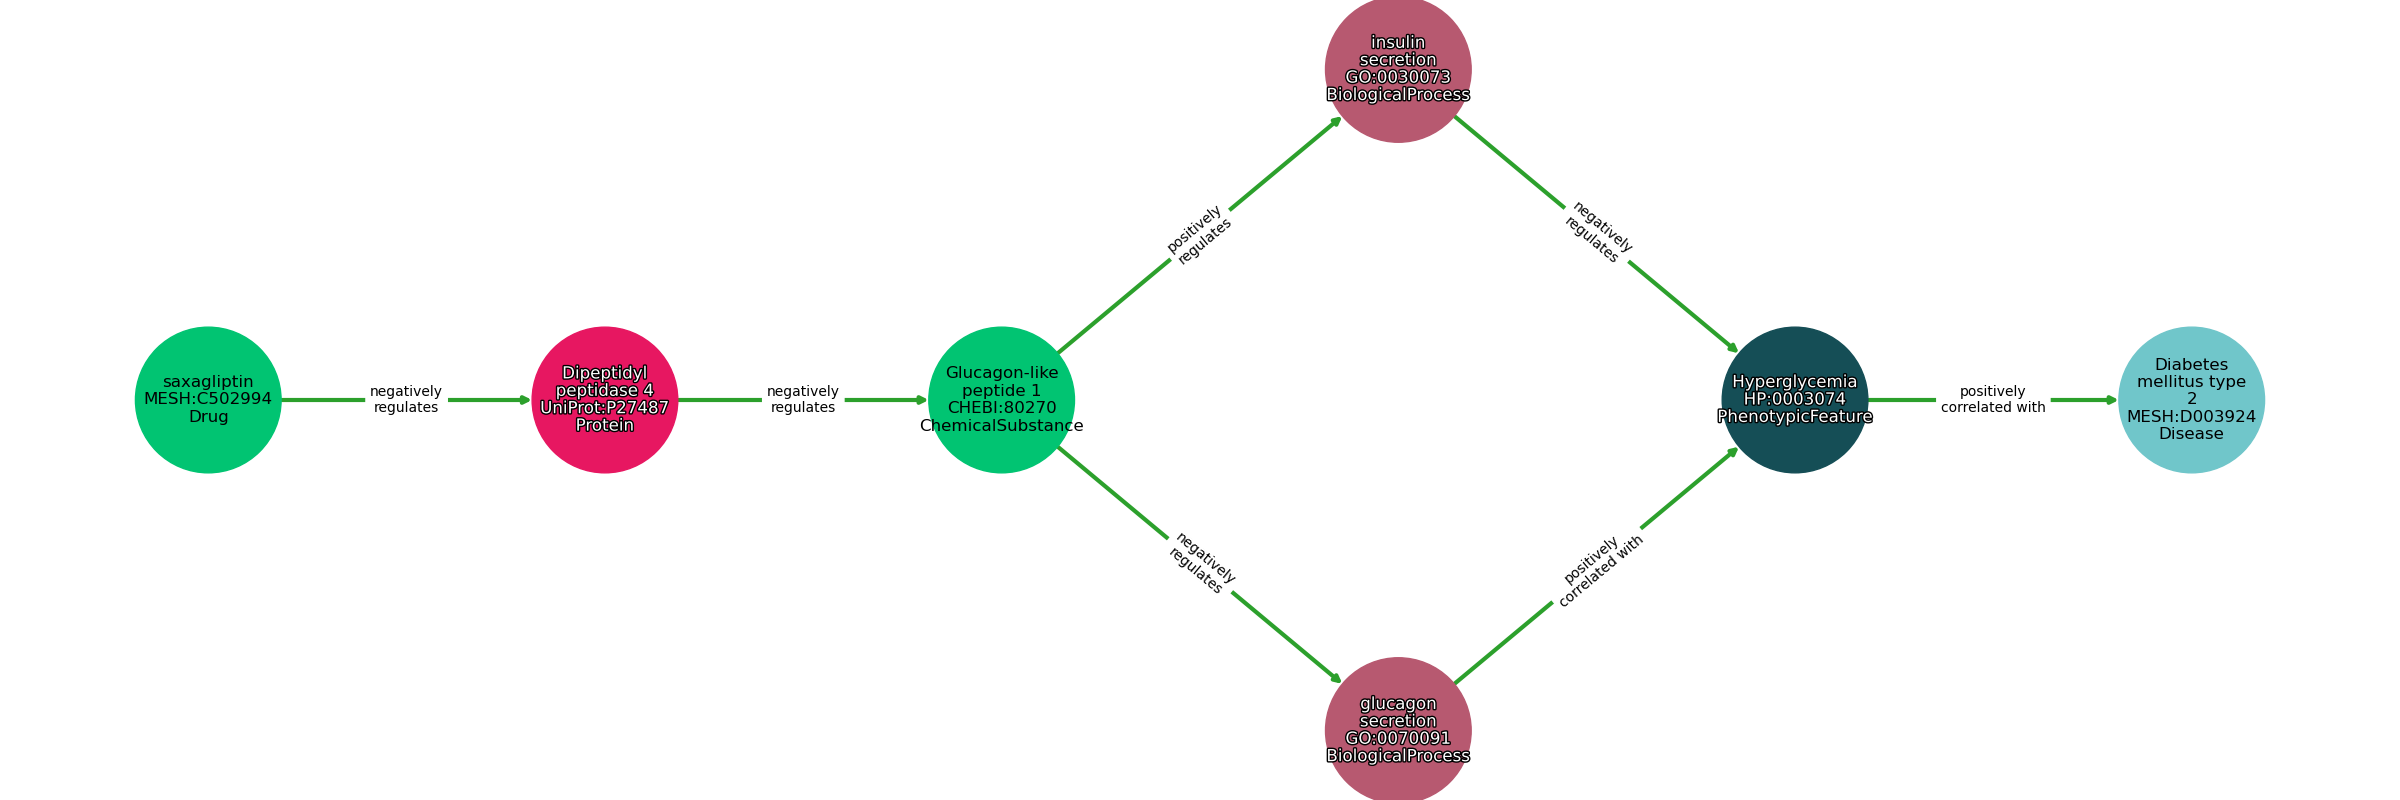 insulin
secretion
GO:0030073
BiologicalProcess
positively
regulates
negatively
regulates
saxagliptin
MESH:C502994
Drug
negatively
regulates
Dipeptidyl
peptidase 4
UniProt:P27487
Protein
negatively
regulates
Glucagon-like
peptide 1
CHEBI:80270
ChemicalSubstance
Hyperglycemia
HP:0003074
PhenotypicFeature
positively
correlated with
Diabetes
mellitus type
2
MESH:D003924
Disease
negatively
regulates
positively
correlated with
glucagon
secretion
GO:0070091
BiologicalProcess